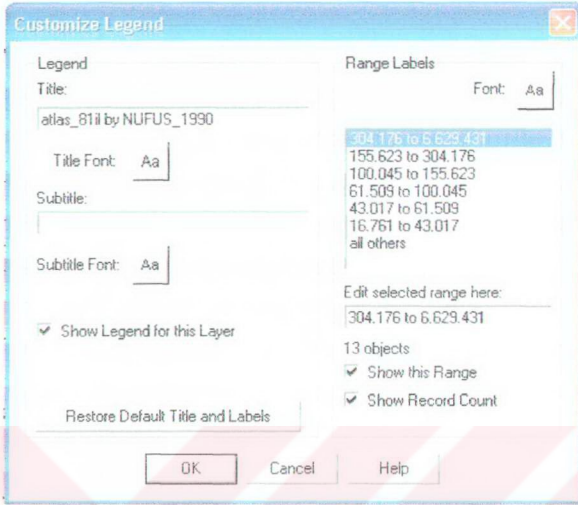 Customize Legend
Legend
Title:
atlas_81il by NUFUS_1990
Title Font: Aa
Subtitle:
Subtitle Font: Aa
Show Legend for this Layer
Restore Default Title and Labels
Range Labels
Font: Aa
304.176 to 6.629.431
155.623 to 304.176
100.045 to 155.623
61.509 to 100.045
43.017 to 61.509
16.761 to 43.017
all others
Edit selected range here:
304.176 to 6.629.431
13 objects
Show this Range
Show Record Count
OK Cancel Help